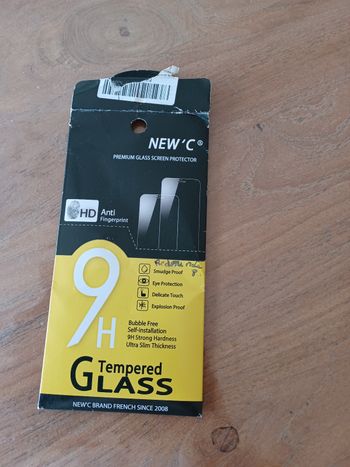 NEW'C ®
PREMIUM GLASS SCREEN PROTECTOR
HD Anti
Fingerprint
Smudge Proof
Eye Protection
Delicate Touch
Explosion Proof
9H
Bubble Free
Self-installation
9H Strong Hardness
Ultra Slim Thickness
Tempered
GLASS
NEW'C BRAND FRENCH SINCE 2008